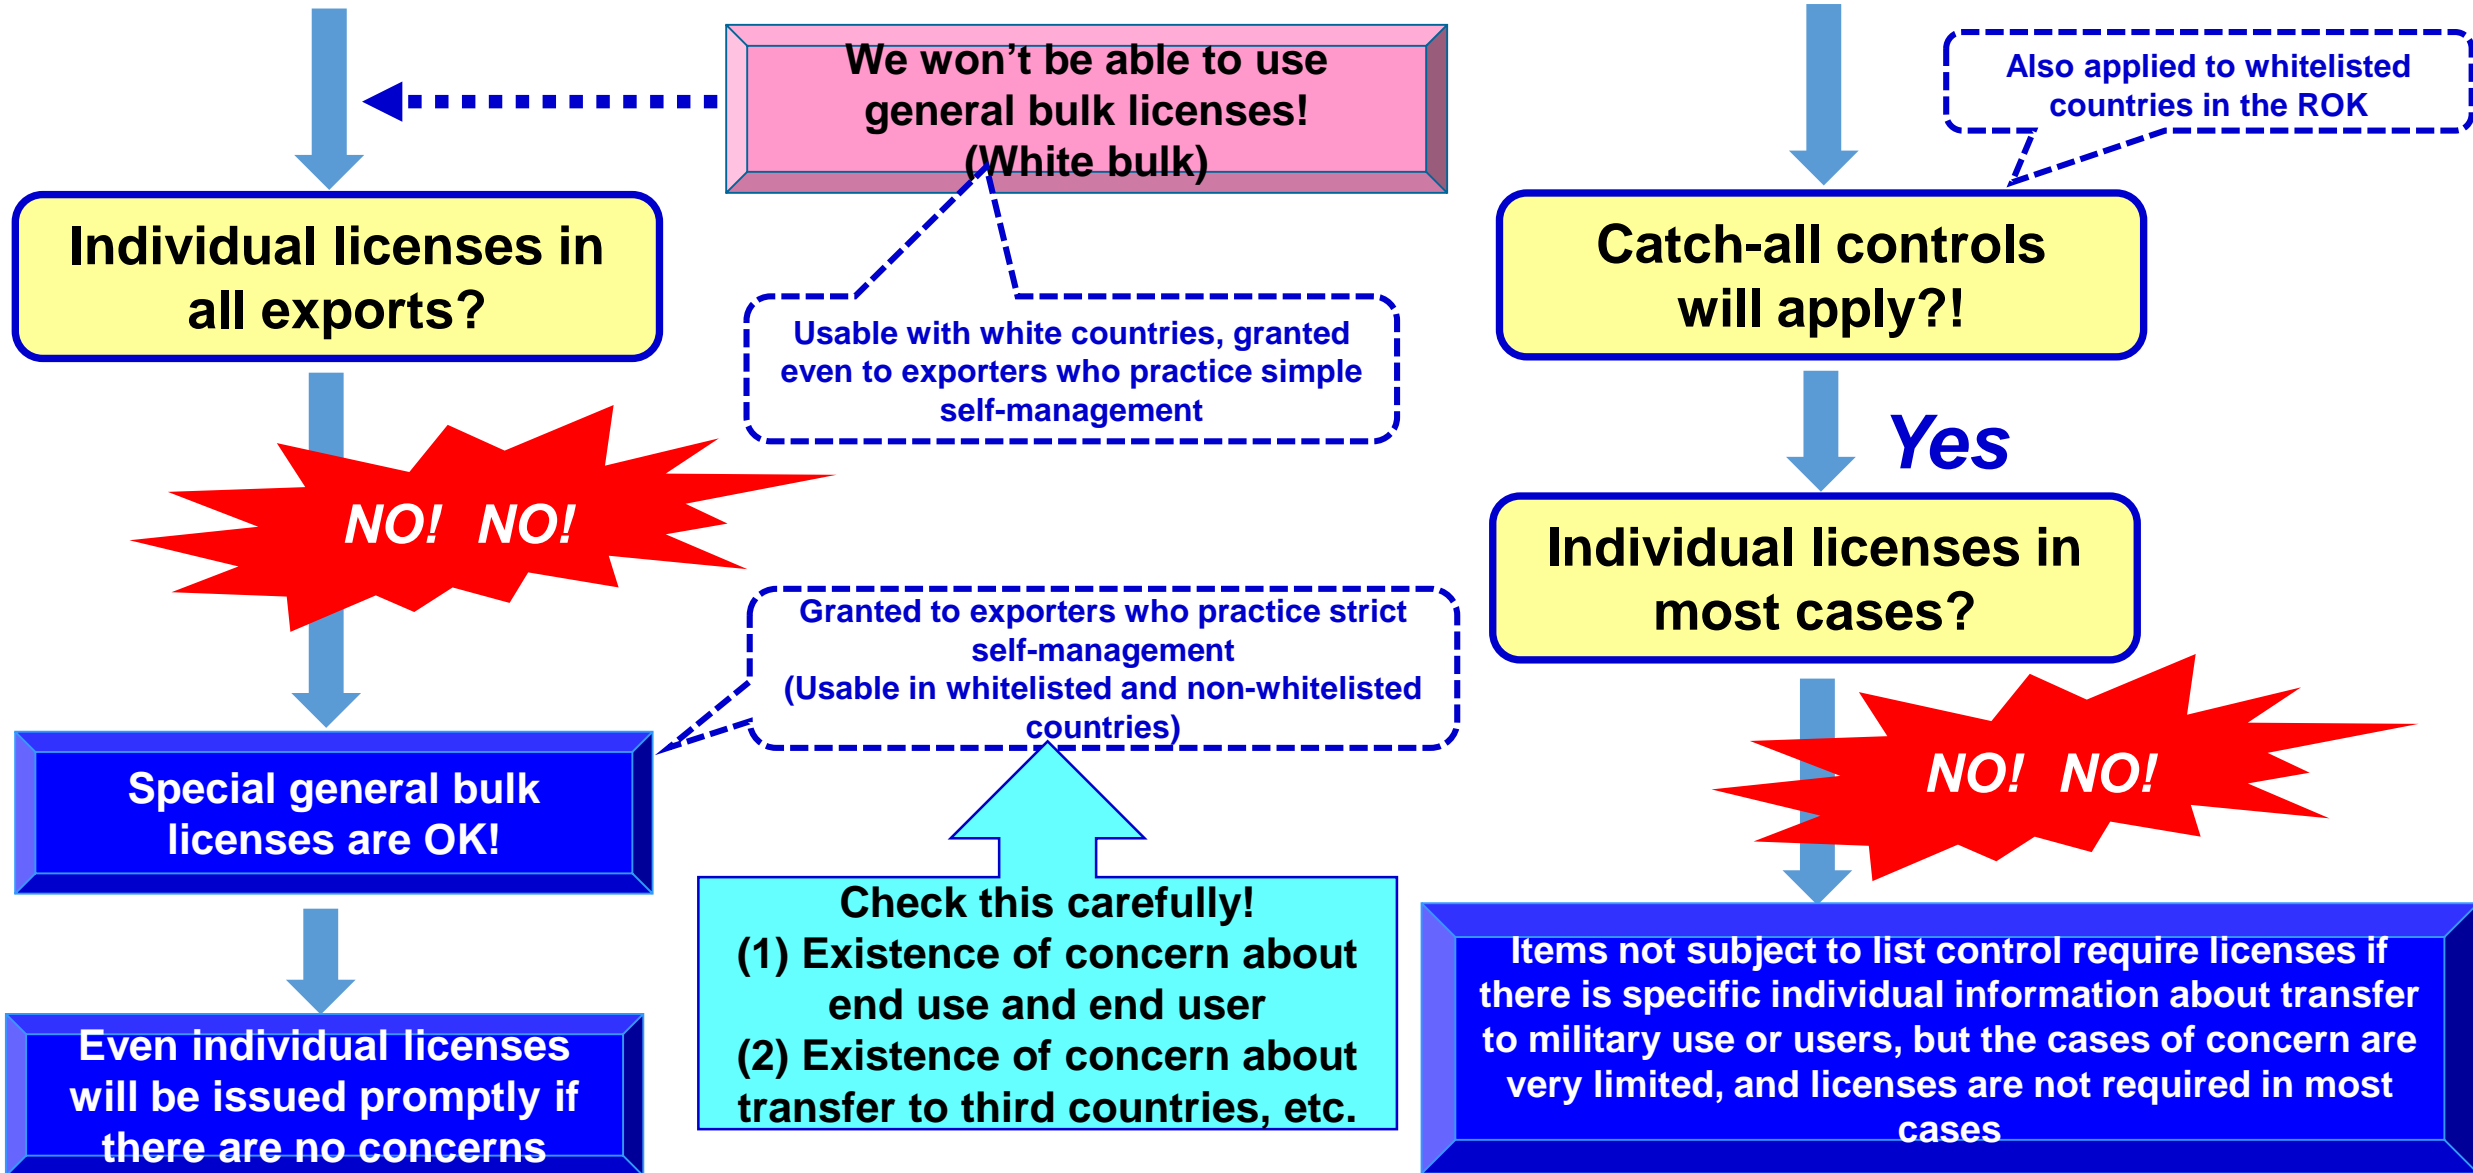 We won’t be able to use
general bulk licenses!
(White bulk)
Also applied to whitelisted
countries in the ROK
Individual licenses in
all exports?
Usable with white countries, granted
even to exporters who practice simple
self-management
Catch-all controls
will apply?!
Yes
NO!  NO!
Individual licenses in
most cases?
Granted to exporters who practice strict
self-management
(Usable in whitelisted and non-whitelisted
countries)
NO!  NO!
Special general bulk
licenses are OK!
Check this carefully!
(1) Existence of concern about
end use and end user
(2) Existence of concern about
transfer to third countries, etc.
Even individual licenses
will be issued promptly if
there are no concerns
Items not subject to list control require licenses if
there is specific individual information about transfer
to military use or users, but the cases of concern are
very limited, and licenses are not required in most
cases